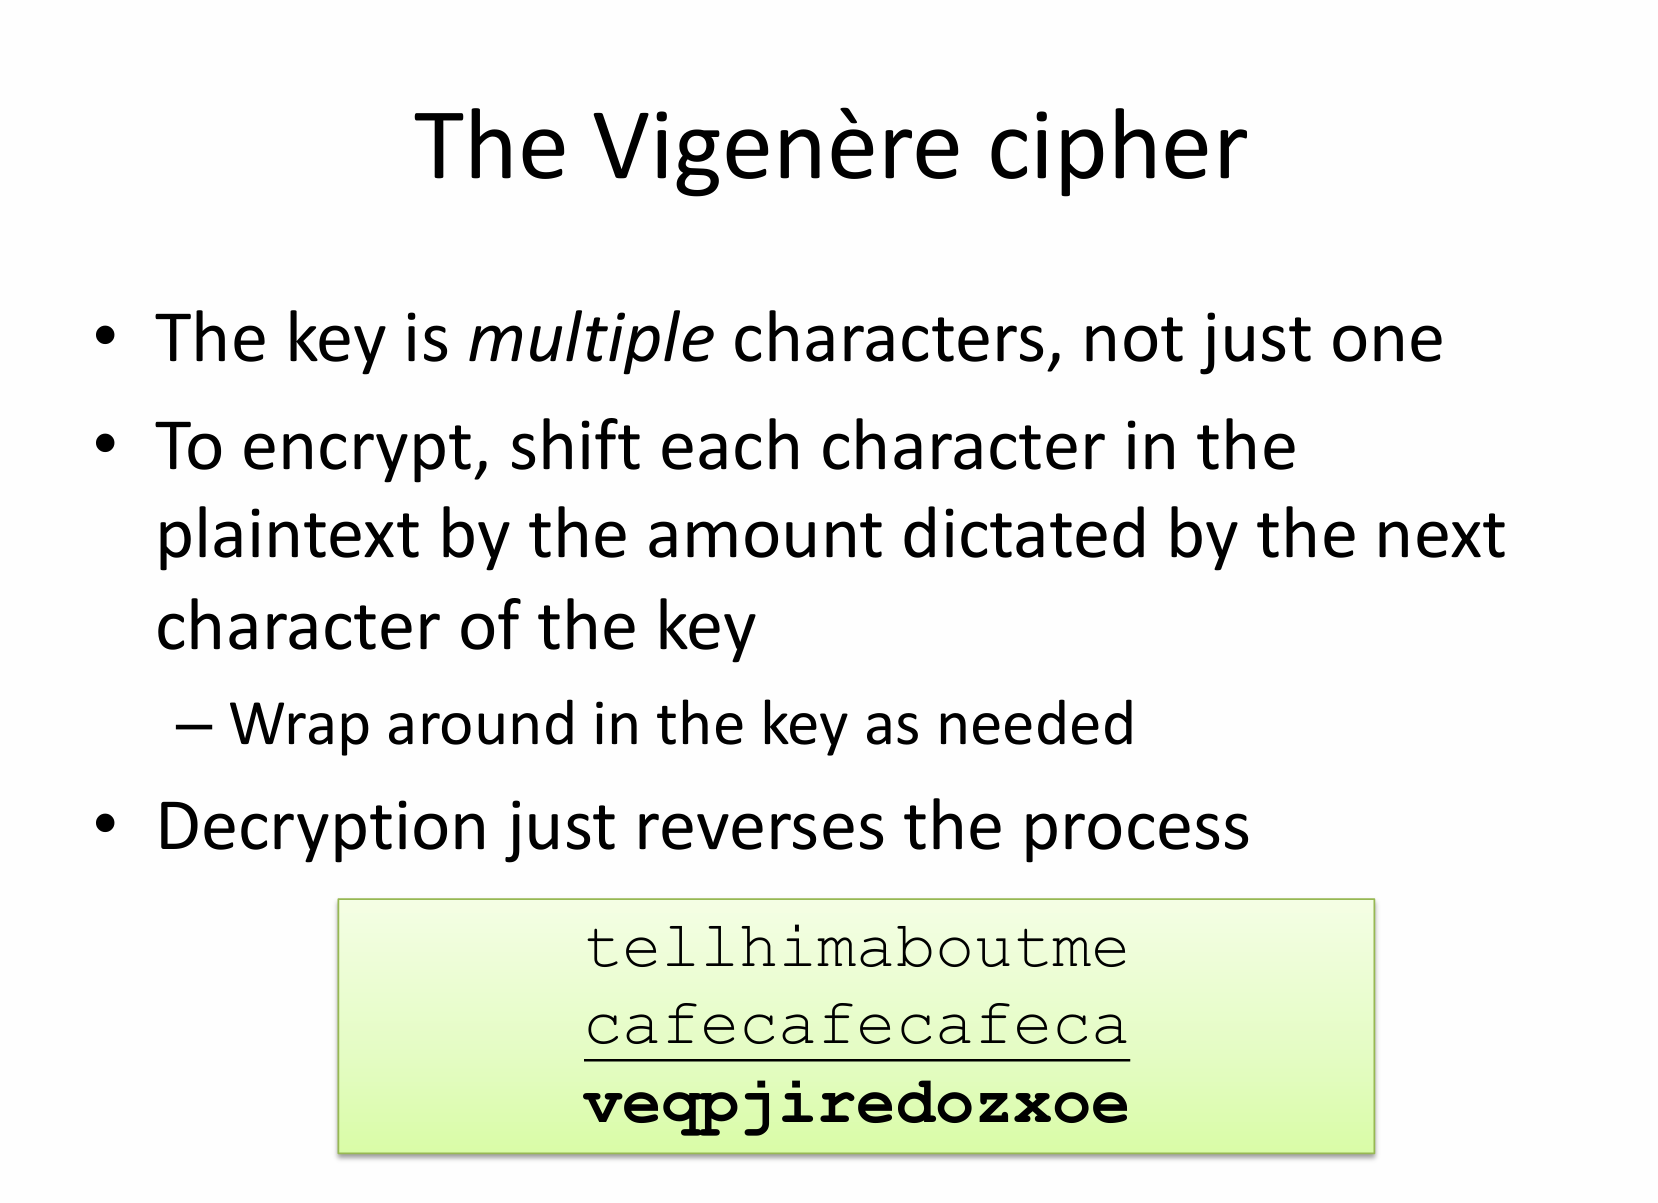 The Vigenère cipher
• The key is multiple characters, not just one
• To encrypt, shift each character in the
plaintext by the amount dictated by the next
character of the key
– Wrap around in the key as needed
• Decryption just reverses the process
tellhimaboutme
cafecafecafeca
veqpjiredozxoe